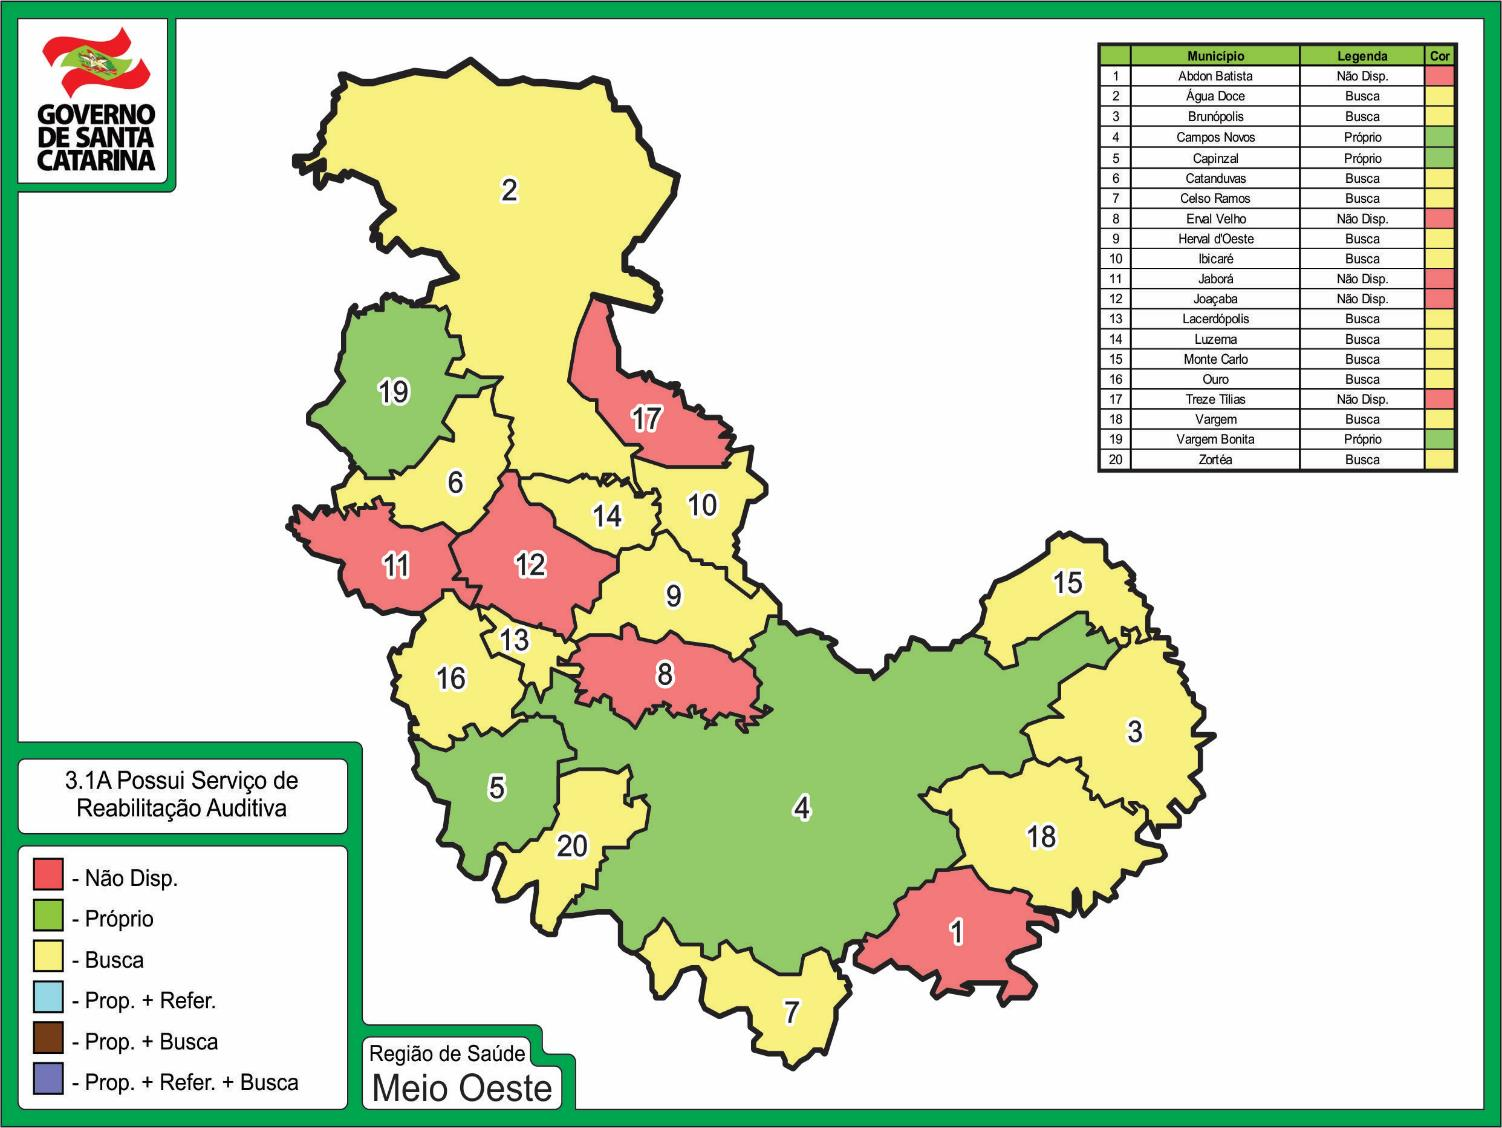 GOVERNO
DE SANTA
CATARINA
Município Legenda Cor
1 Abdon Batista Não Disp.
2 Água Doce Busca
3 Brunópolis Busca
4 Campos Novos Próprio
5 Capinzal Próprio
6 Catanduvas Busca
7 Celso Ramos Busca
8 Erval Velho Não Disp.
9 Herval d'Oeste Busca
10 Ibicaré Busca
11 Jaborá Não Disp.
12 Joaçaba Não Disp.
13 Lacerdópolis Busca
14 Luzerna Busca
15 Monte Carlo Busca
16 Ouro Busca
17 Treze Tílias Não Disp.
18 Vargem Busca
19 Vargem Bonita Próprio
20 Zortéa Busca
2
19
17
6
14
10
11
12
9
15
13
16
8
3
5
4
20
18
1
7
3.1A Possui Serviço de
Reabilitação Auditiva
- Não Disp.
- Próprio
- Busca
- Prop. + Refer.
- Prop. + Busca
- Prop. + Refer. + Busca
Região de Saúde
Meio Oeste